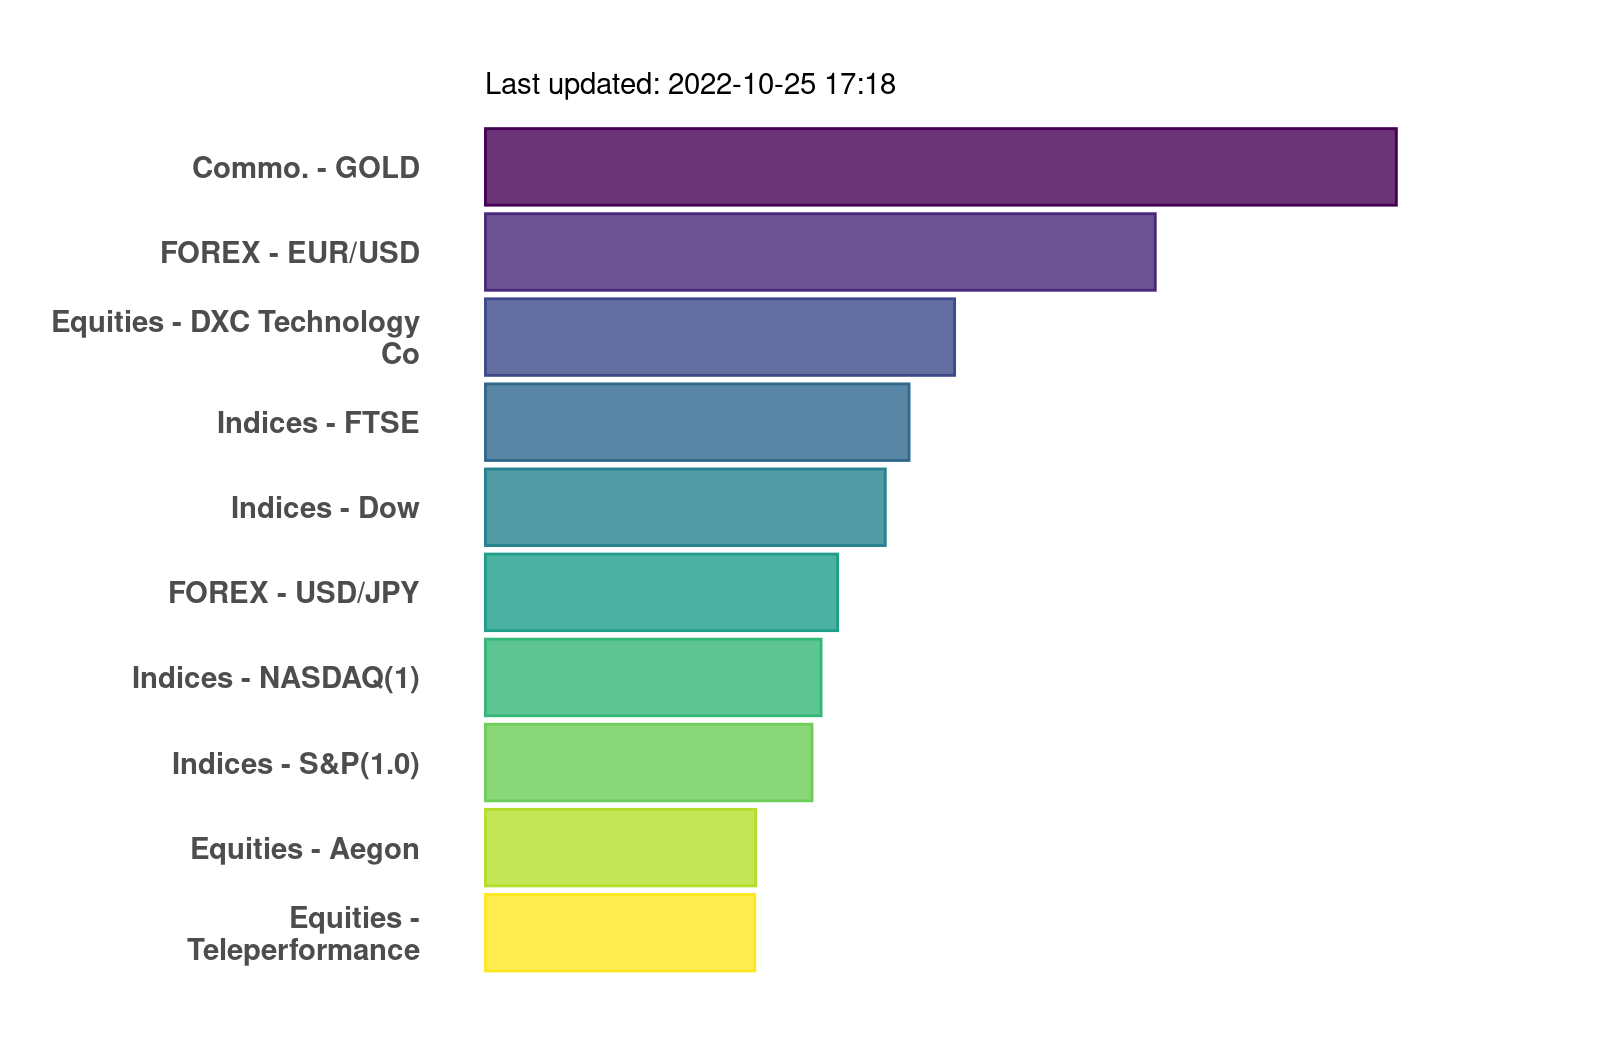 Last updated: 2022-10-25 17:18
Commo. - GOLD
FOREX - EUR/USD
Equities - DXC Technology
Co
Indices - FTSE
Indices - Dow
FOREX - USD/JPY
Indices - NASDAQ(1)
Indices - S&P(1.0)
Equities - Aegon
Equities -
Teleperformance